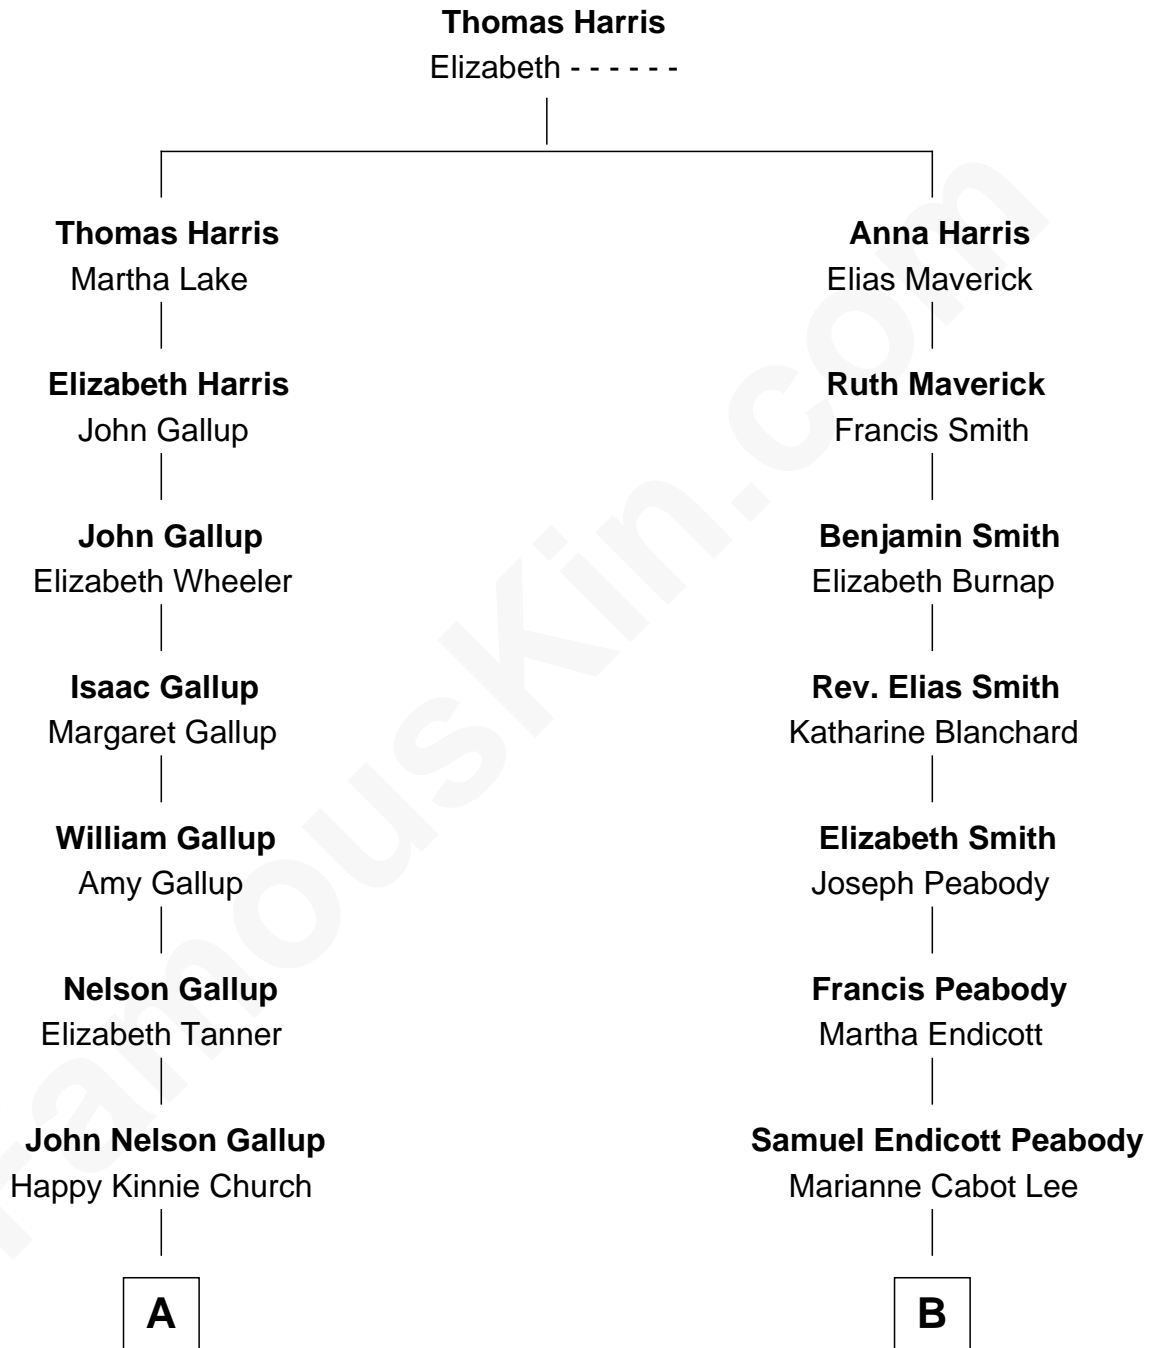 Thomas Harris
Elizabeth - - - - - -
Thomas Harris
Martha Lake
Anna Harris
Elias Maverick
Elizabeth Harris
John Gallup
Ruth Maverick
Francis Smith
John Gallup
Elizabeth Wheeler
Benjamin Smith
Elizabeth Burnap
Isaac Gallup
Margaret Gallup
Rev. Elias Smith
Katharine Blanchard
William Gallup
Amy Gallup
Elizabeth Smith
Joseph Peabody
Nelson Gallup
Elizabeth Tanner
Francis Peabody
Martha Endicott
John Nelson Gallup
Happy Kinnie Church
Samuel Endicott Peabody
Marianne Cabot Lee
A
B
FamousKin.com